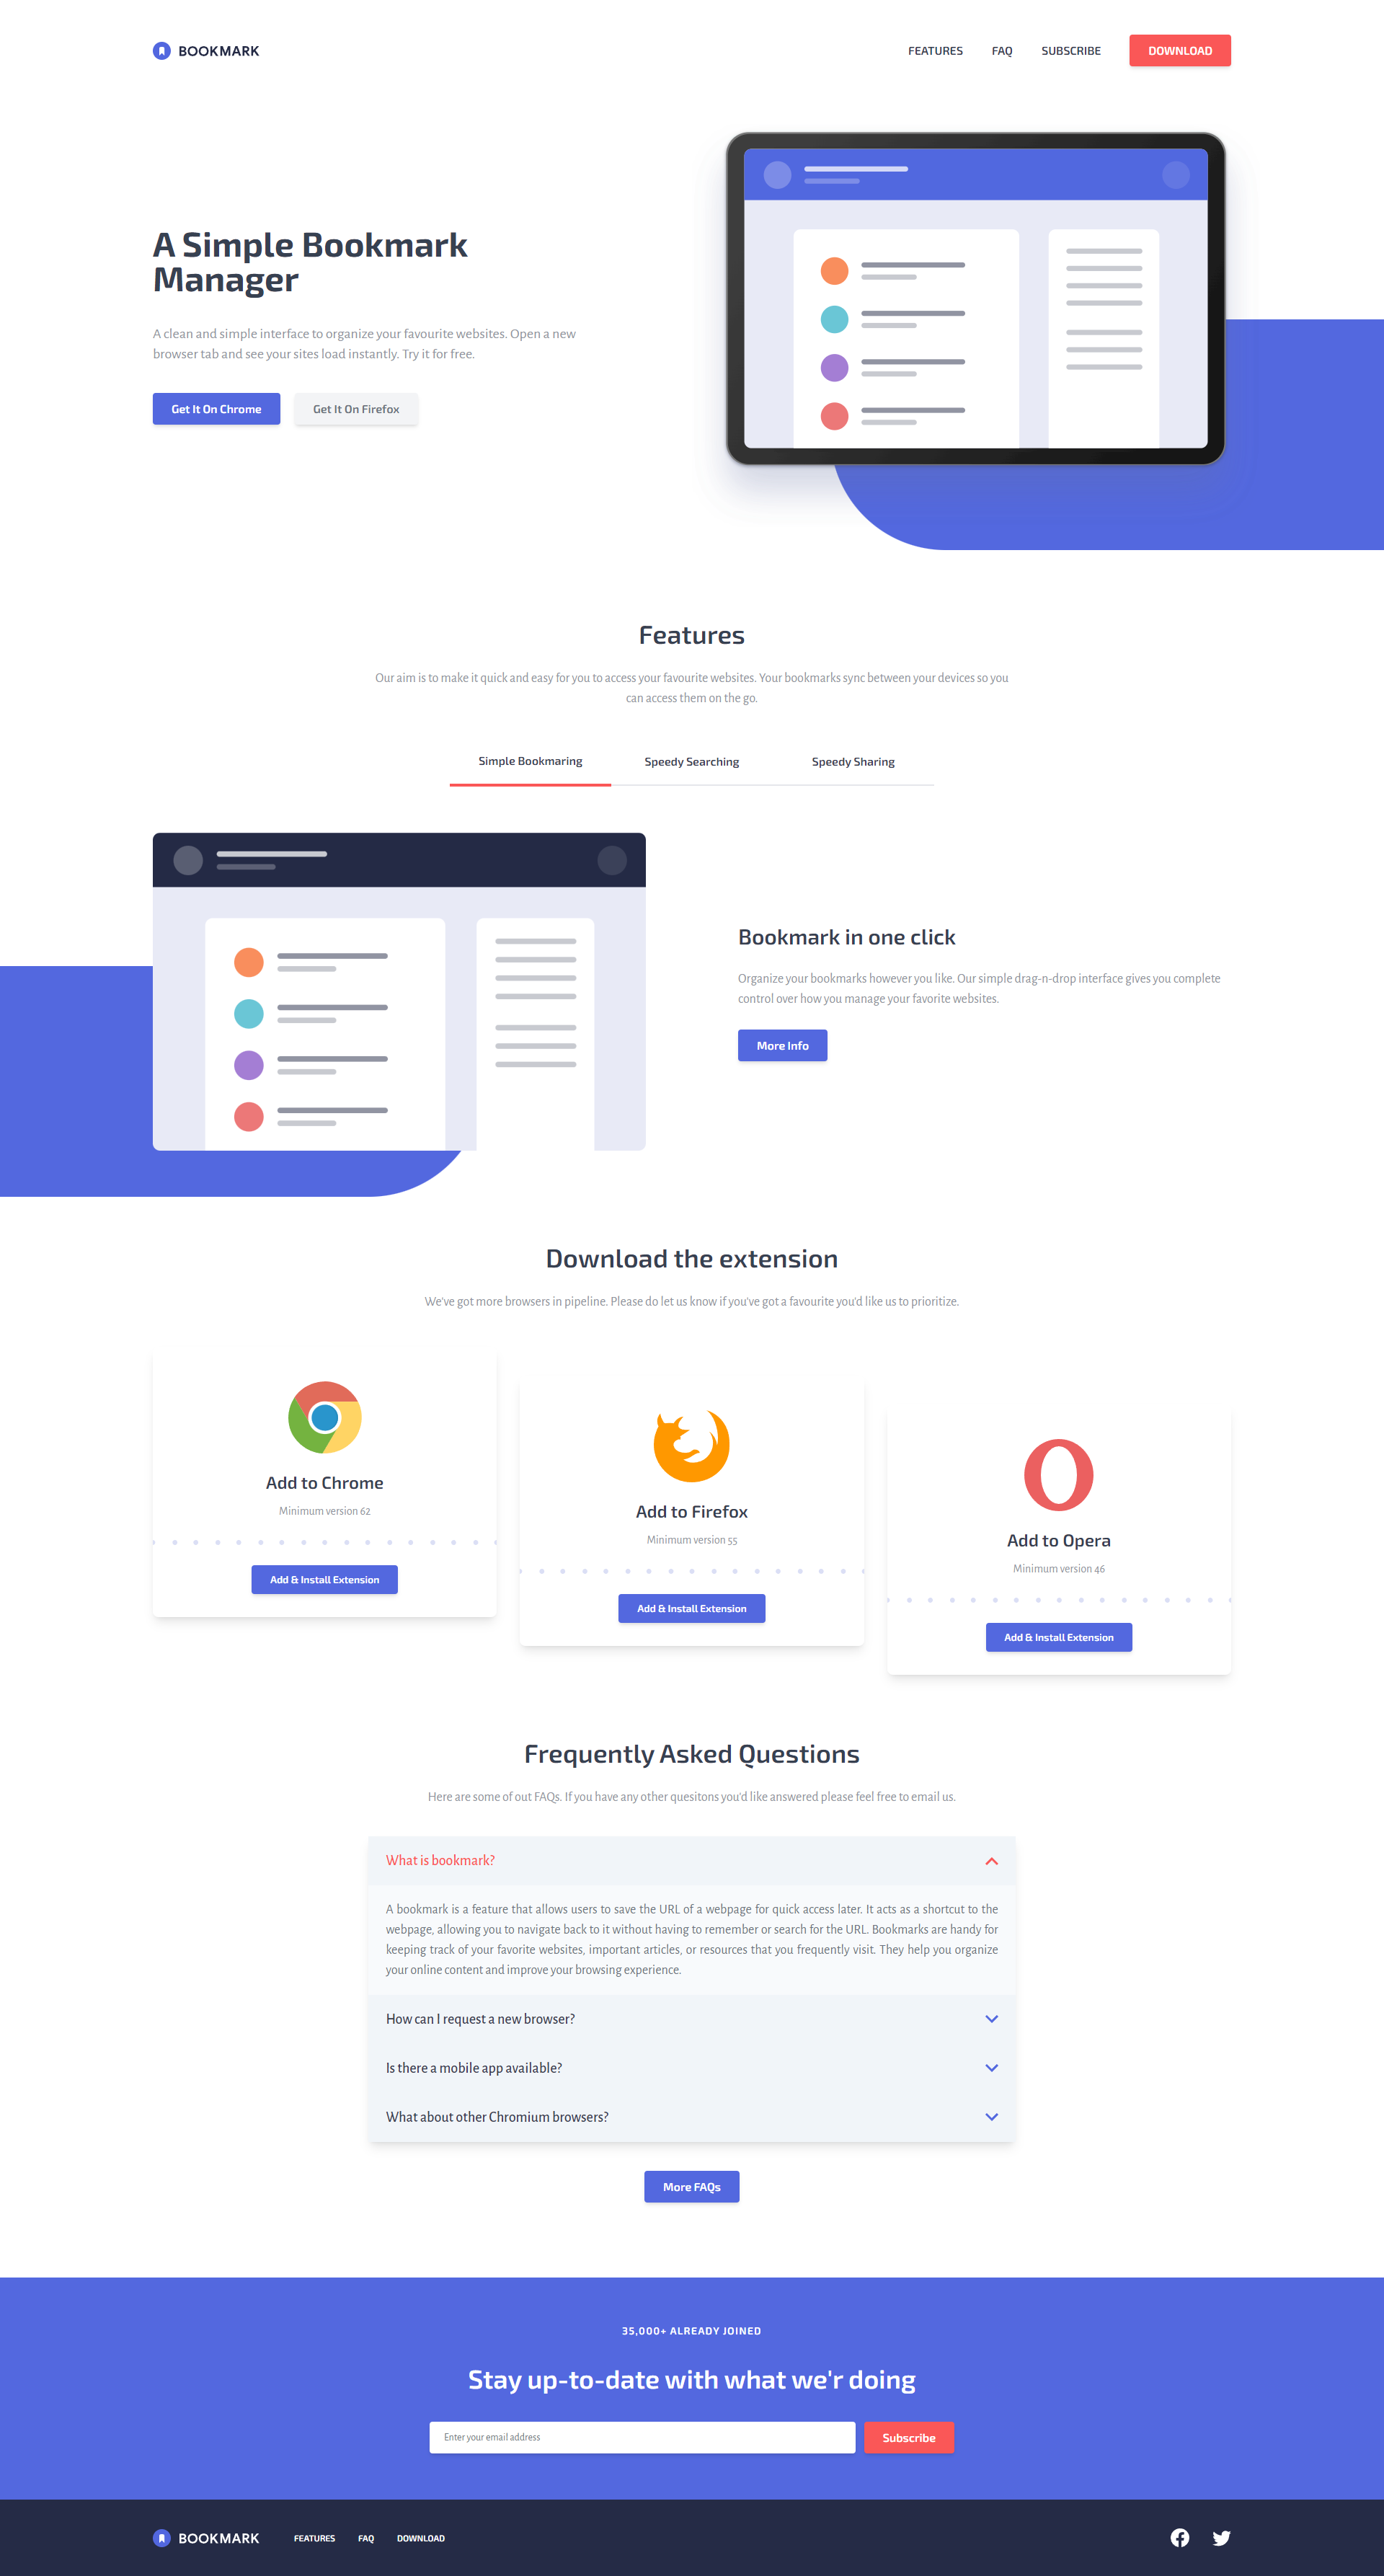 BOOKMARK
FEATURES
FAQ
SUBSCRIBE
DOWNLOAD
A Simple Bookmark
Manager
A clean and simple interface to organize your favourite websites. Open a new
browser tab and see your sites load instantly. Try it for free.
Get It On Chrome
Get It On Firefox
Features
Our aim is to make it quick and easy for you to access your favourite websites. Your bookmarks sync between your devices so you
can access them on the go.
Simple Bookmaring
Speedy Searching
Speedy Sharing
Bookmark in one click
Organize your bookmarks however you like. Our simple drag-n-drop interface gives you complete
control over how you manage your favorite websites.
More Info
Download the extension
We've got more browsers in pipeline. Please do let us know if you've got a favourite you'd like us to prioritize.
Add to Chrome
Minimum version 62
Add & Install Extension
Add to Firefox
Minimum version 55
Add & Install Extension
Add to Opera
Minimum version 46
Add & Install Extension
Frequently Asked Questions
Here are some of out FAQs. If you have any other quesitons you'd like answered please feel free to email us.
What is bookmark?
A bookmark is a feature that allows users to save the URL of a webpage for quick access later. It acts as a shortcut to the
webpage, allowing you to navigate back to it without having to remember or search for the URL. Bookmarks are handy for
keeping track of your favorite websites, important articles, or resources that you frequently visit. They help you organize
your online content and improve your browsing experience.
How can I request a new browser?
Is there a mobile app available?
What about other Chromium browsers?
More FAQs
35,000+ ALREADY JOINED
Stay up-to-date with what we'r doing
Enter your email address
Subscribe
BOOKMARK
FEATURES
FAQ
DOWNLOAD